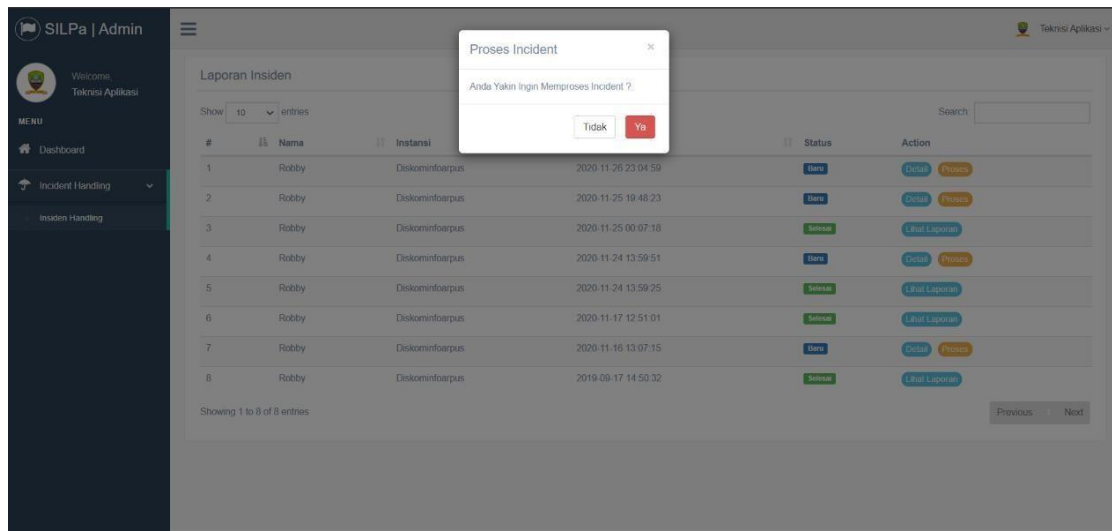 SILPa | Admin
Teknisi Aplikasi
Welcome,
Teknisi Aplikasi
MENU
Dashboard
Incident Handling
Insiden Handling
Proses Incident ×
Anda Yakin Ingin Memproses Incident ?
Tidak Ya
Laporan Insiden
Show 10 entries Search
# Nama Instansi Status Action
1 Robby Diskominfoarpus 2020-11-26 23:04:59 Baru Detail Proses
2 Robby Diskominfoarpus 2020-11-25 19:48:23 Baru Detail Proses
3 Robby Diskominfoarpus 2020-11-25 00:07:18 Selesai Lihat Laporan
4 Robby Diskominfoarpus 2020-11-24 13:59:51 Baru Detail Proses
5 Robby Diskominfoarpus 2020-11-24 13:59:25 Selesai Lihat Laporan
6 Robby Diskominfoarpus 2020-11-17 12:51:01 Selesai Lihat Laporan
7 Robby Diskominfoarpus 2020-11-16 13:07:15 Baru Detail Proses
8 Robby Diskominfoarpus 2019-09-17 14:50:32 Selesai Lihat Laporan
Showing 1 to 8 of 8 entries Previous 1 Next